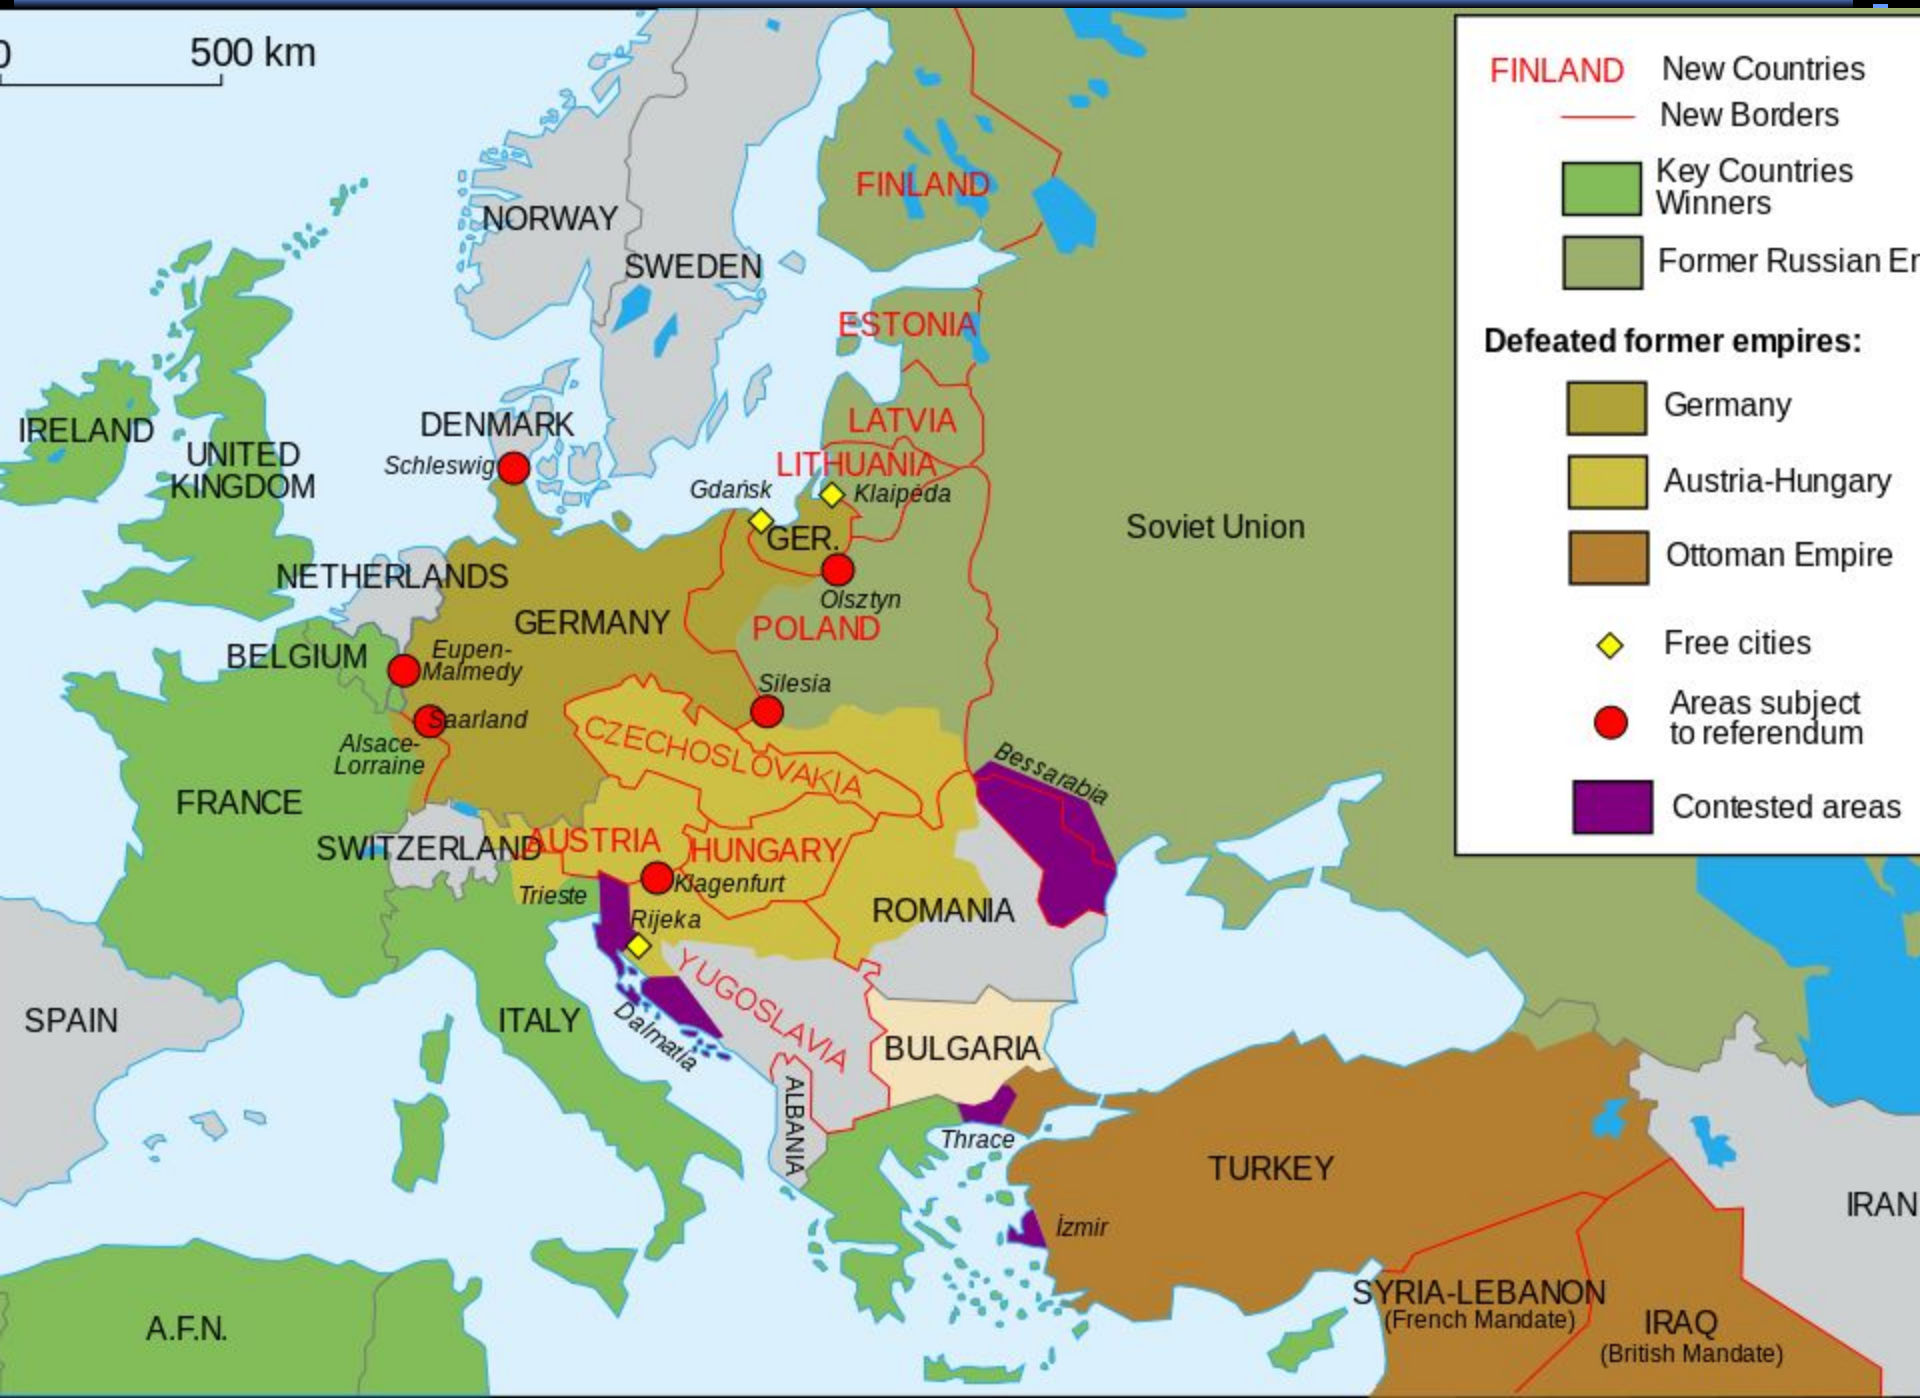 0
500 km
FINLAND
New Countries
New Borders
Key Countries
Winners
Former Russian Er
Defeated former empires:
Germany
Austria-Hungary
Ottoman Empire
Free cities
Areas subject
to referendum
Contested areas
NORWAY
SWEDEN
FINLAND
ESTONIA
LATVIA
LITHUANIA
Klaipėda
IRELAND
UNITED
KINGDOM
DENMARK
Schleswig
Gdańsk
GER.
Olsztyn
Soviet Union
NETHERLANDS
GERMANY
POLAND
BELGIUM
Eupen-
Malmedy
Silesia
Saarland
Alsace-
Lorraine
CZECHOSLOVAKIA
Bessarabia
FRANCE
SWITZERLAND
AUSTRIA
HUNGARY
Klagenfurt
Trieste
Rijeka
ROMANIA
YUGOSLAVIA
SPAIN
ITALY
Dalmatia
BULGARIA
ALBANIA
Thrace
TURKEY
İzmir
IRAN
SYRIA-LEBANON
(French Mandate)
IRAQ
(British Mandate)
A.F.N.